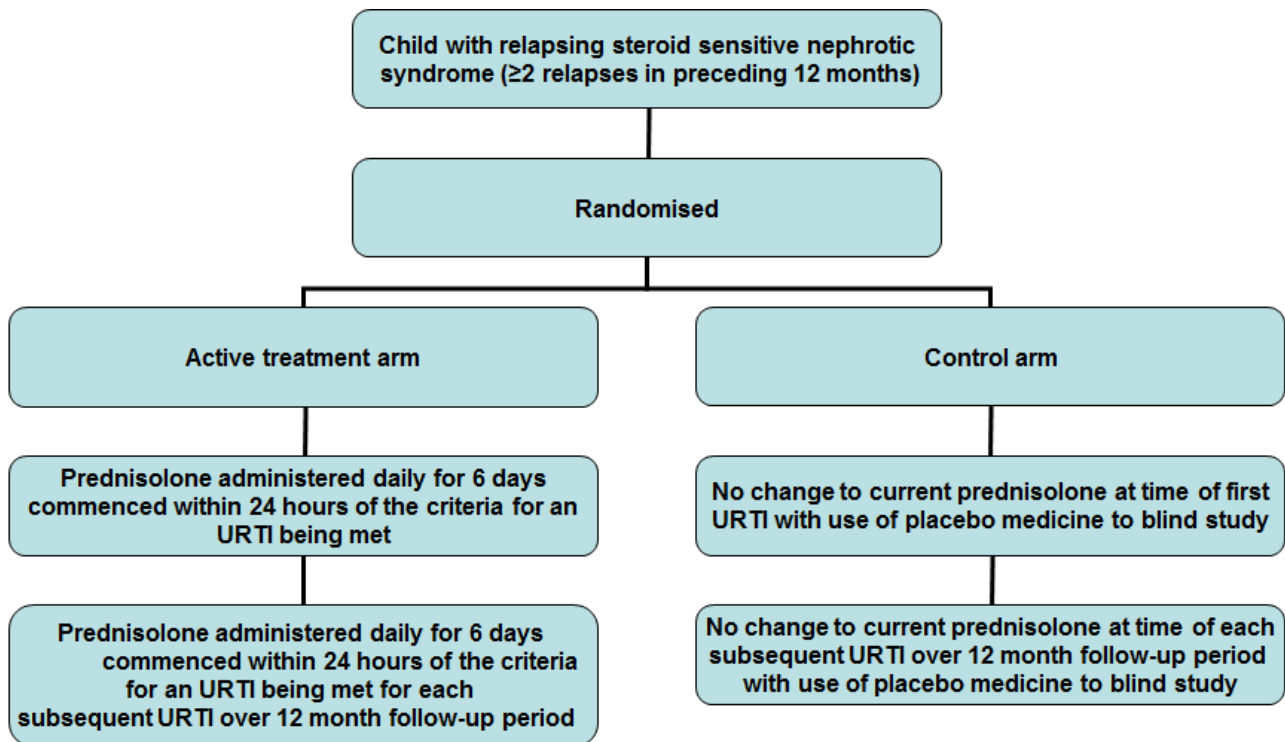 Child with relapsing steroid sensitive nephrotic
syndrome (≥2 relapses in preceding 12 months)
Randomised
Active treatment arm
Control arm
Prednisolone administered daily for 6 days
commenced within 24 hours of the criteria for an
URTI being met
No change to current prednisolone at time of first
URTI with use of placebo medicine to blind study
Prednisolone administered daily for 6 days
commenced within 24 hours of the criteria
for an URTI being met for each
subsequent URTI over 12 month follow-up period
No change to current prednisolone at time of each
subsequent URTI over 12 month follow-up period
with use of placebo medicine to blind study